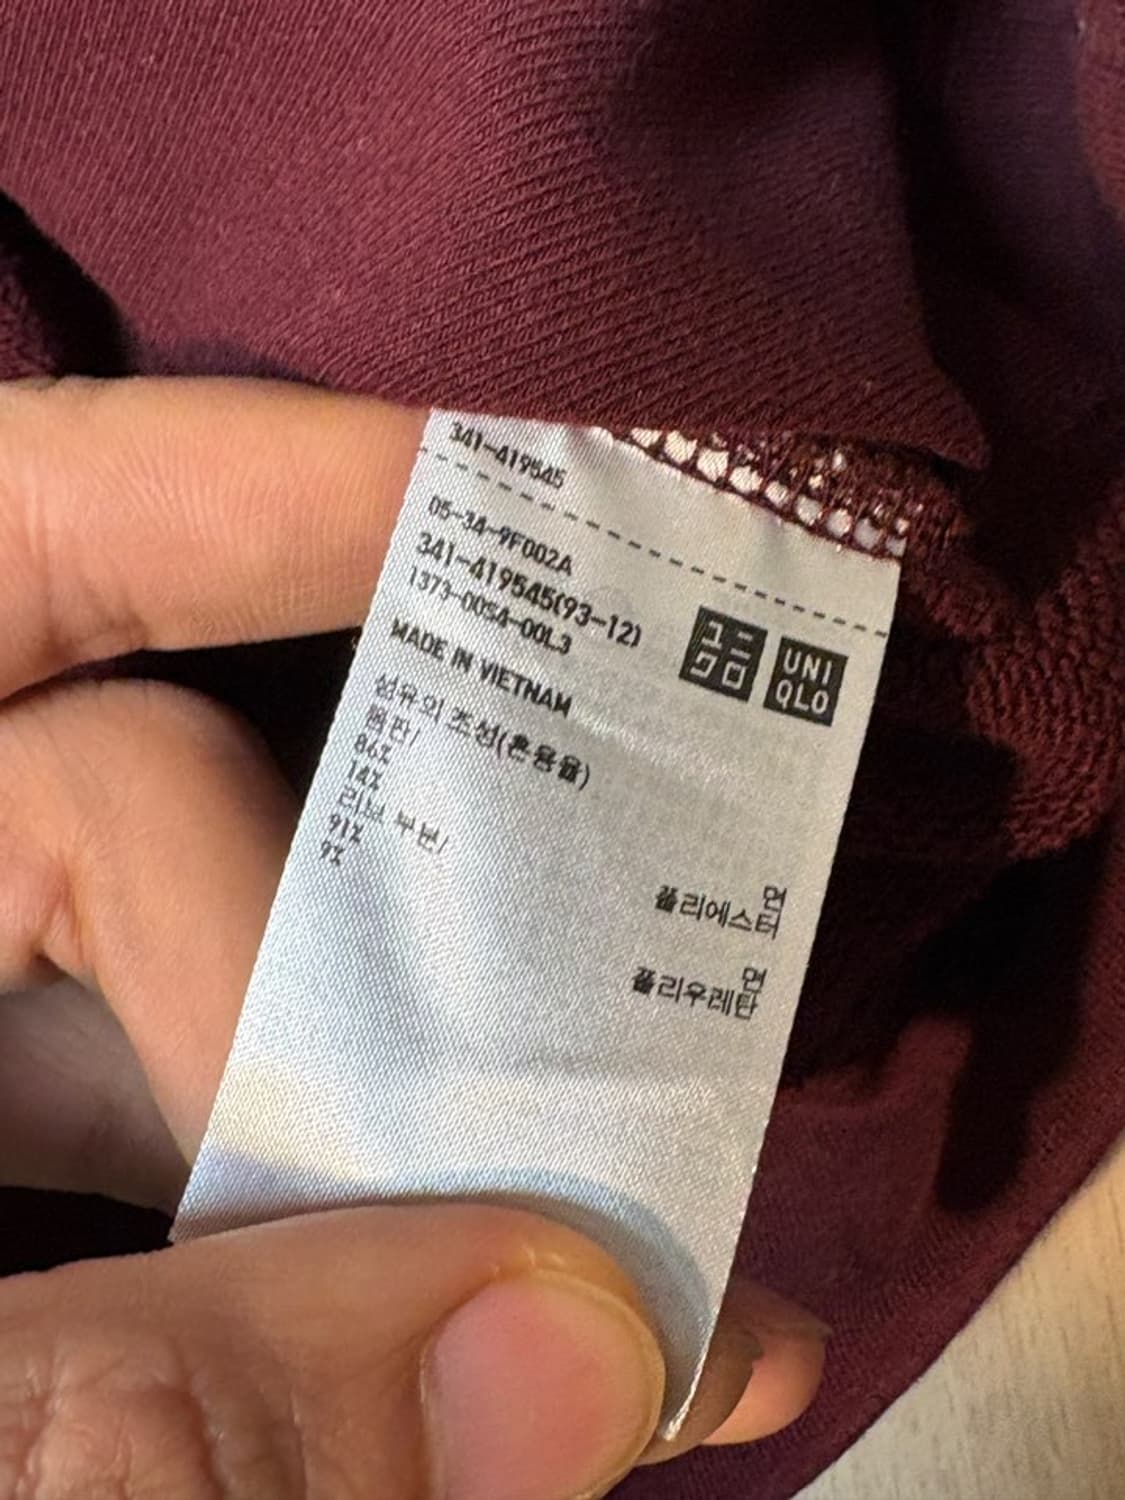 341-419545
05-34-9F002A
341-419545(93-12)
1373-0054-00L3
MADE IN VIETNAM
ユニ
クロ
UNI
QLO
섬유의 조성(혼용율)
몸판/
86% 면
14% 폴리에스터
리브 부분/
91% 면
9% 폴리우레탄